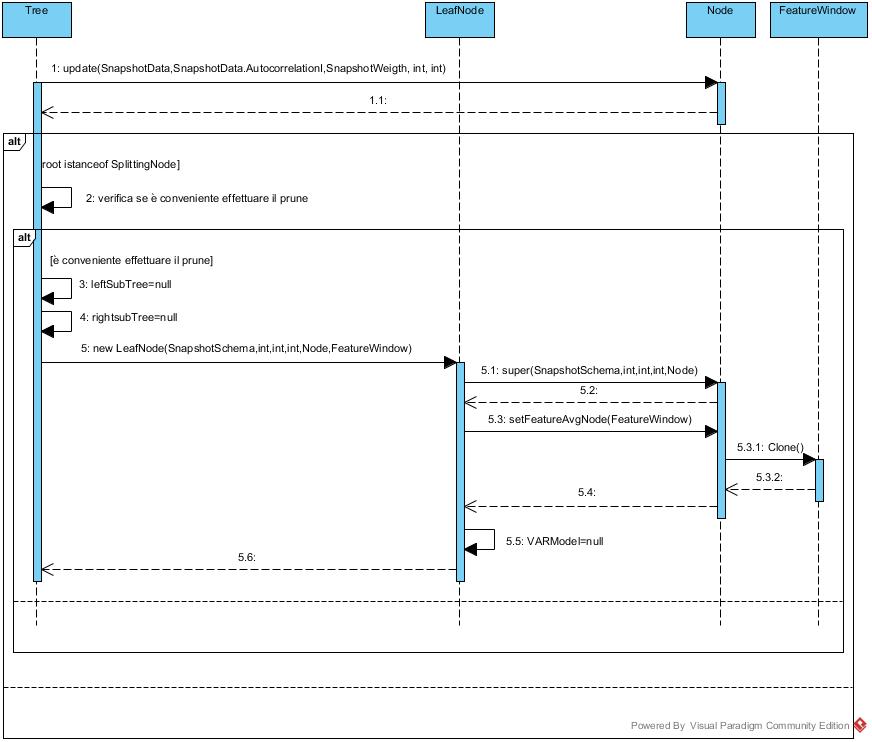 Tree
LeafNode
Node
FeatureWindow
1: update(SnapshotData,SnapshotData.AutocorrelationI,SnapshotWeigth, int, int)
1.1:
alt
root istanceof SplittingNode]
2: verifica se è conveniente effettuare il prune
alt
[è conveniente effettuare il prune]
3: leftSubTree=null
4: rightsubTree=null
5: new LeafNode(SnapshotSchema,int,int,int,Node,FeatureWindow)
5.1: super(SnapshotSchema,int,int,int,Node)
5.2:
5.3: setFeatureAvgNode(FeatureWindow)
5.3.1: Clone()
5.3.2:
5.4:
5.5: VARModel=null
5.6:
Powered By Visual Paradigm Community Edition